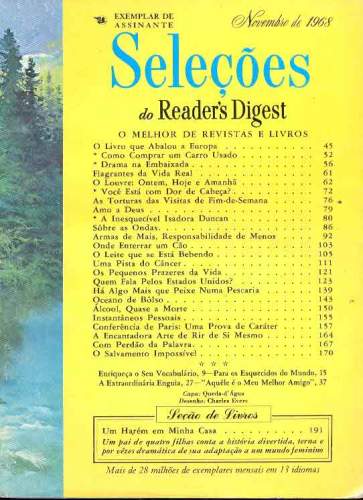 EXEMPLAR DE
ASSINANTE
Novembro de 1968
Seleções
do Reader's Digest
O MELHOR DE REVISTAS E LIVROS
O Livro que Abalou a Europa . . . . . . . . . 45
* Como Comprar um Carro Usado . . . . . . . . . 52
* Drama na Embaixada . . . . . . . . . 56
Flagrantes da Vida Real . . . . . . . . . 61
O Louvre: Ontem, Hoje e Amanhã . . . . . . . . . 62
* Você Está com Dor de Cabeça? . . . . . . . . . 72
As Torturas das Visitas de Fim-de-Semana . . . . . 76
Amo a Deus . . . . . . . . . 79
* A Inesquecível Isadora Duncan . . . . . . . . . 80
Sôbre as Ondas . . . . . . . . . 86
Armas de Mais, Responsabilidade de Menos . . . . . 92
Onde Enterrar um Cão . . . . . . . . . 103
O Leite que se Está Bebendo . . . . . . . . . 105
Uma Pista do Câncer . . . . . . . . . 111
Os Pequenos Prazeres da Vida . . . . . . . . . 121
Quem Fala Pelos Estados Unidos? . . . . . . . . . 123
Há Algo Mais que Peixe Numa Pescaria . . . . . 139
Oceano de Bôlso . . . . . . . . . 143
Álcool, Quase a Morte . . . . . . . . . 150
Instantâneos Pessoais . . . . . . . . . 155
Conferência de Paris: Uma Prova de Caráter . . . . . 157
A Encantadora Arte de Rir de Si Mesmo . . . . . 164
Com Perdão da Palavra . . . . . . . . . 167
O Salvamento Impossível . . . . . . . . . 170
* * *
Enriqueça o Seu Vocabulário, 9—Para os Esquecidos do Mundo, 15
A Extraordinária Enguia, 27—"Aquêle é o Meu Melhor Amigo", 37
Capa: Queda-d'Água
Desenho. Charles Evers
Seção de Livros
Um Harém em Minha Casa . . . . . . . . . 191
Um pai de quatro filhas conta a história divertida, terna e
por vêzes dramática de sua adaptação a um mundo feminino
Mais de 28 milhões de exemplares mensais em 13 idiomas